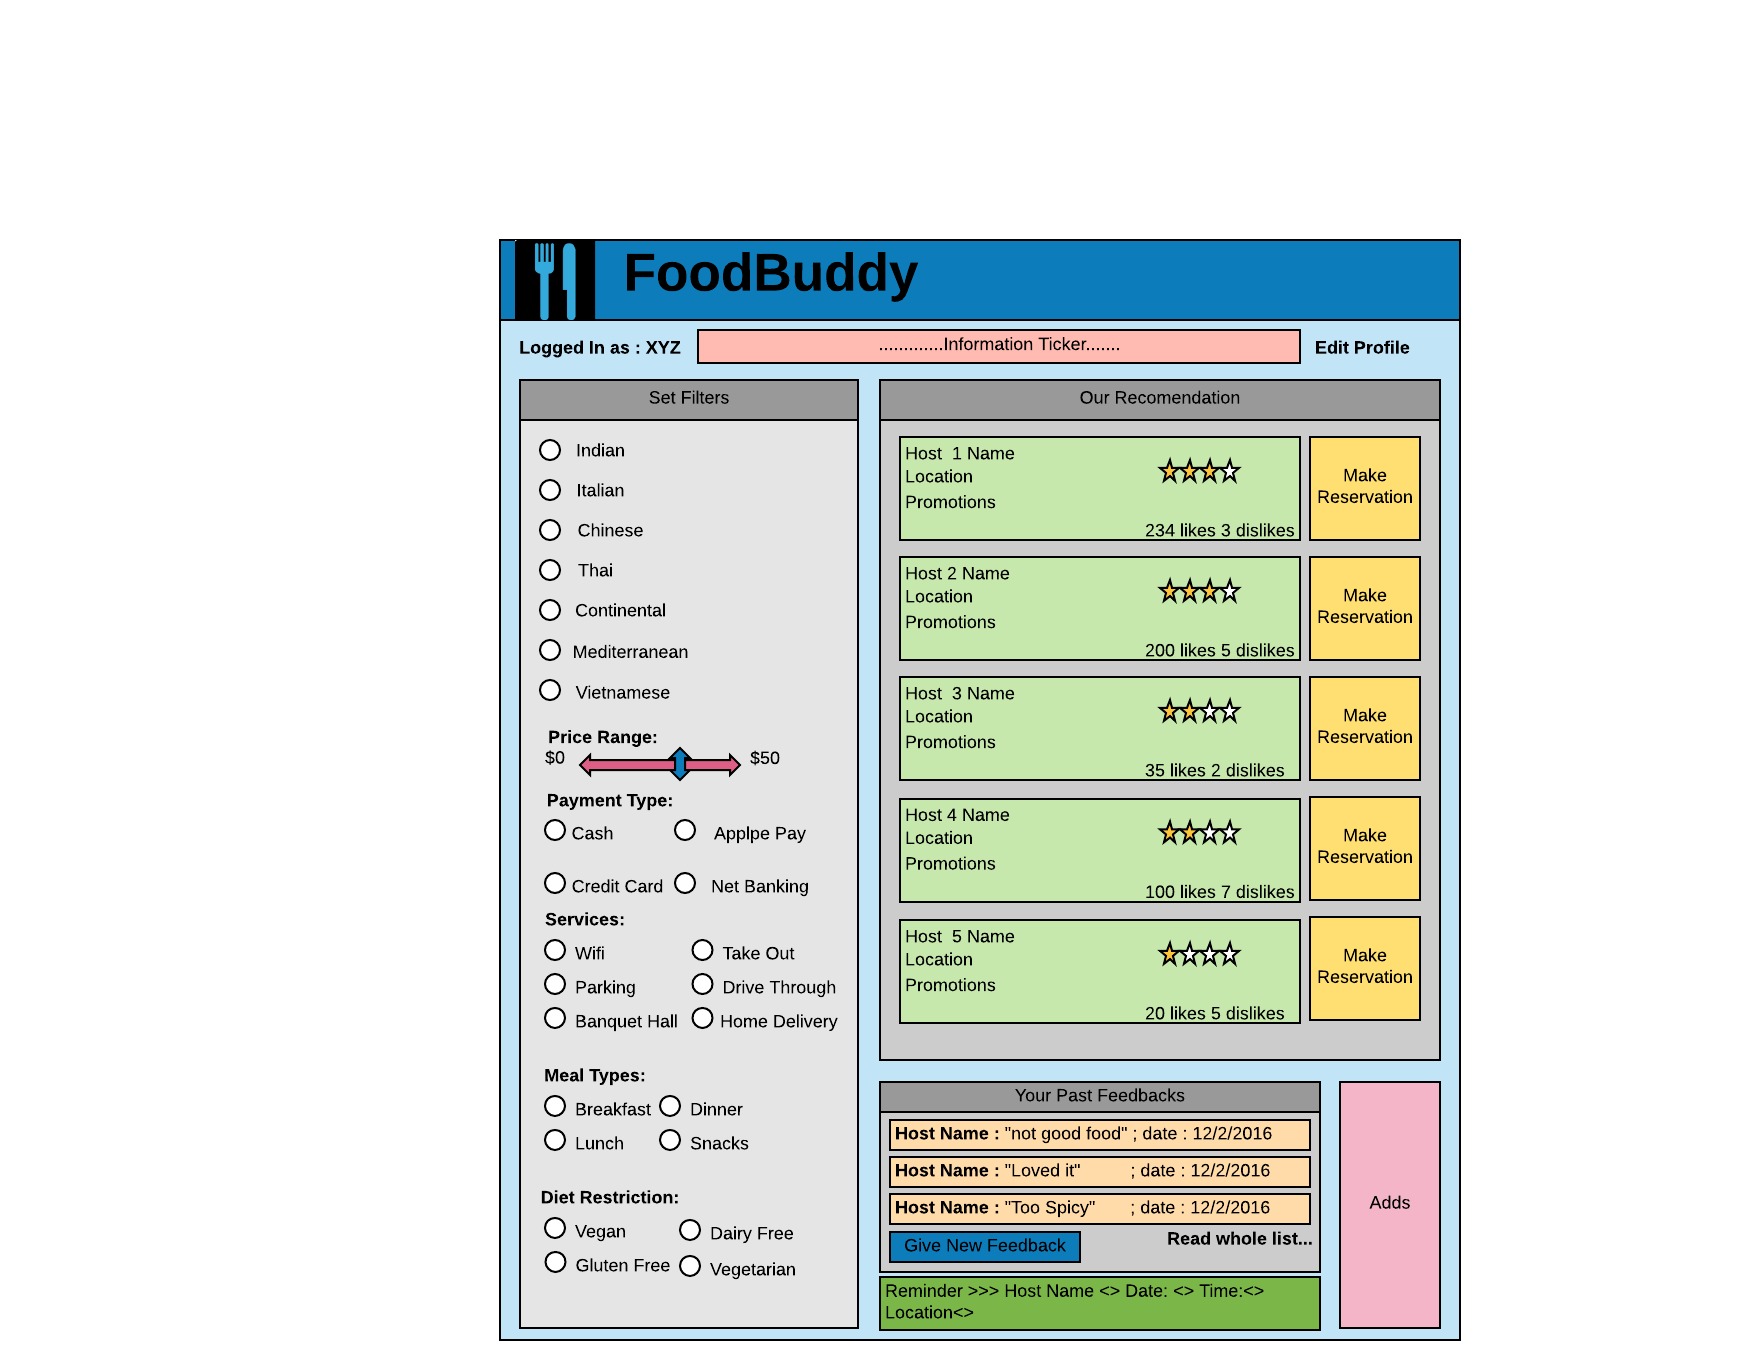 FoodBuddy
Logged In as : XYZ
.............Information Ticker.......
Edit Profile
Set Filters
Indian
Italian
Chinese
Thai
Continental
Mediterranean
Vietnamese
Price Range:
$0 $50
Payment Type:
Cash Applpe Pay
Credit Card Net Banking
Services:
Wifi Take Out
Parking Drive Through
Banquet Hall Home Delivery
Meal Types:
Breakfast Dinner
Lunch Snacks
Diet Restriction:
Vegan Dairy Free
Gluten Free Vegetarian
Our Recomendation
Host  1 Name
Location
Promotions
234 likes 3 dislikes
Make
Reservation
Host 2 Name
Location
Promotions
200 likes 5 dislikes
Make
Reservation
Host  3 Name
Location
Promotions
35 likes 2 dislikes
Make
Reservation
Host 4 Name
Location
Promotions
100 likes 7 dislikes
Make
Reservation
Host  5 Name
Location
Promotions
20 likes 5 dislikes
Make
Reservation
Your Past Feedbacks
Host Name : "not good food" ; date : 12/2/2016
Host Name : "Loved it" ; date : 12/2/2016
Host Name : "Too Spicy" ; date : 12/2/2016
Give New Feedback
Read whole list...
Reminder >>> Host Name <> Date: <> Time:<>
Location<>
Adds